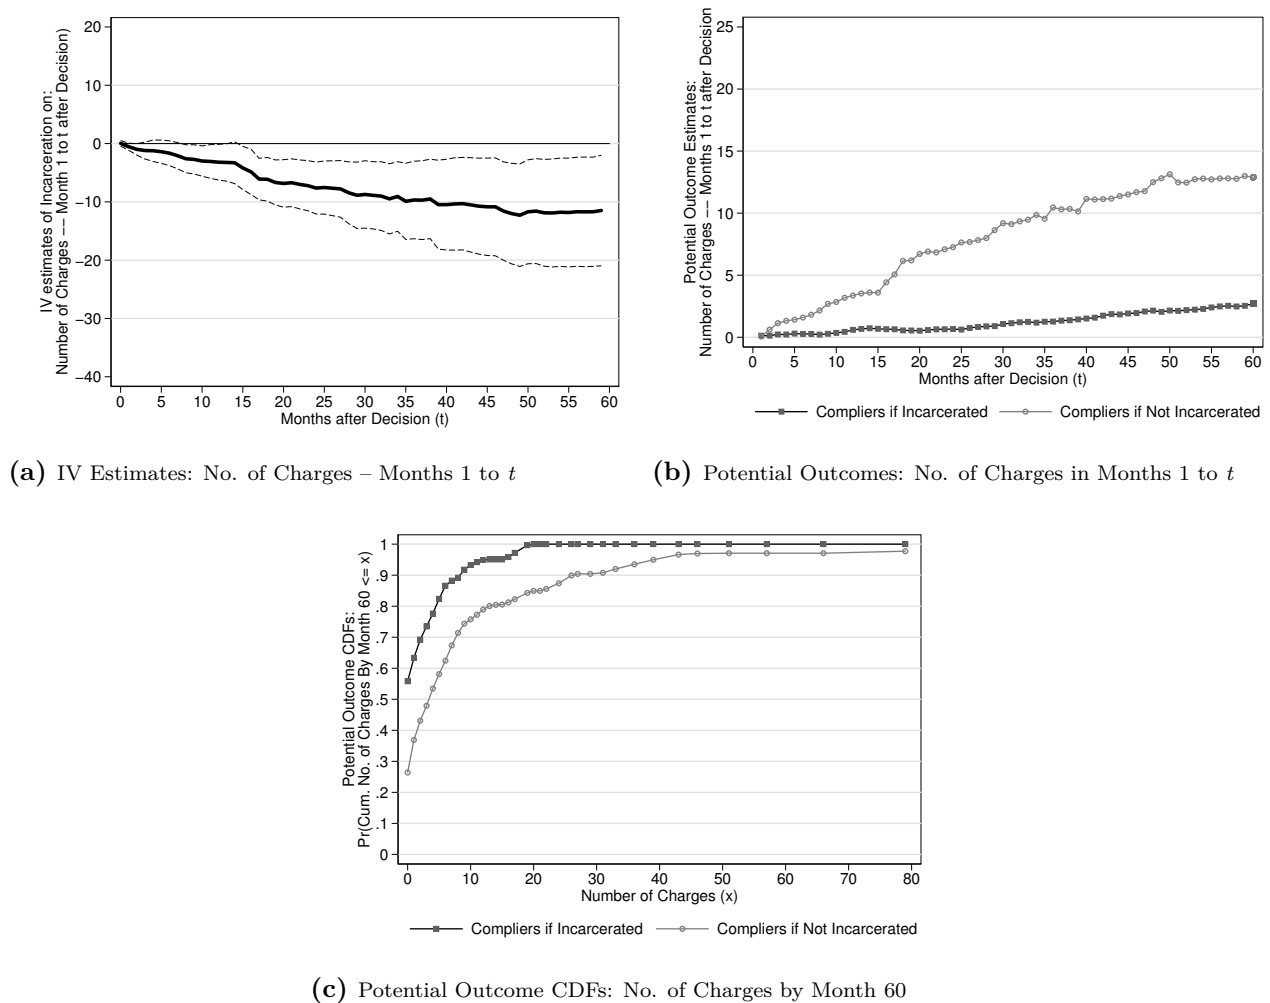 IV estimates of Incarceration on:
Number of Charges –– Month 1 to t after Decision)
20
10
0
−10
−20
−30
−40
0 5 10 15 20 25 30 35 40 45 50 55 60
Months after Decision (t)
(a) IV Estimates: No. of Charges – Months 1 to t
Potential Outcome Estimates:
Number of Charges –– Months 1 to t after Decision
25
20
15
10
5
0
0 5 10 15 20 25 30 35 40 45 50 55 60
Months after Decision (t)
Compliers if Incarcerated Compliers if Not Incarcerated
(b) Potential Outcomes: No. of Charges in Months 1 to t
Potential Outcome CDFs:
Pr(Cum. No. of Charges By Month 60 <= x)
1
.9
.8
.7
.6
.5
.4
.3
.2
.1
0
0 10 20 30 40 50 60 70 80
Number of Charges (x)
Compliers if Incarcerated Compliers if Not Incarcerated
(c) Potential Outcome CDFs: No. of Charges by Month 60